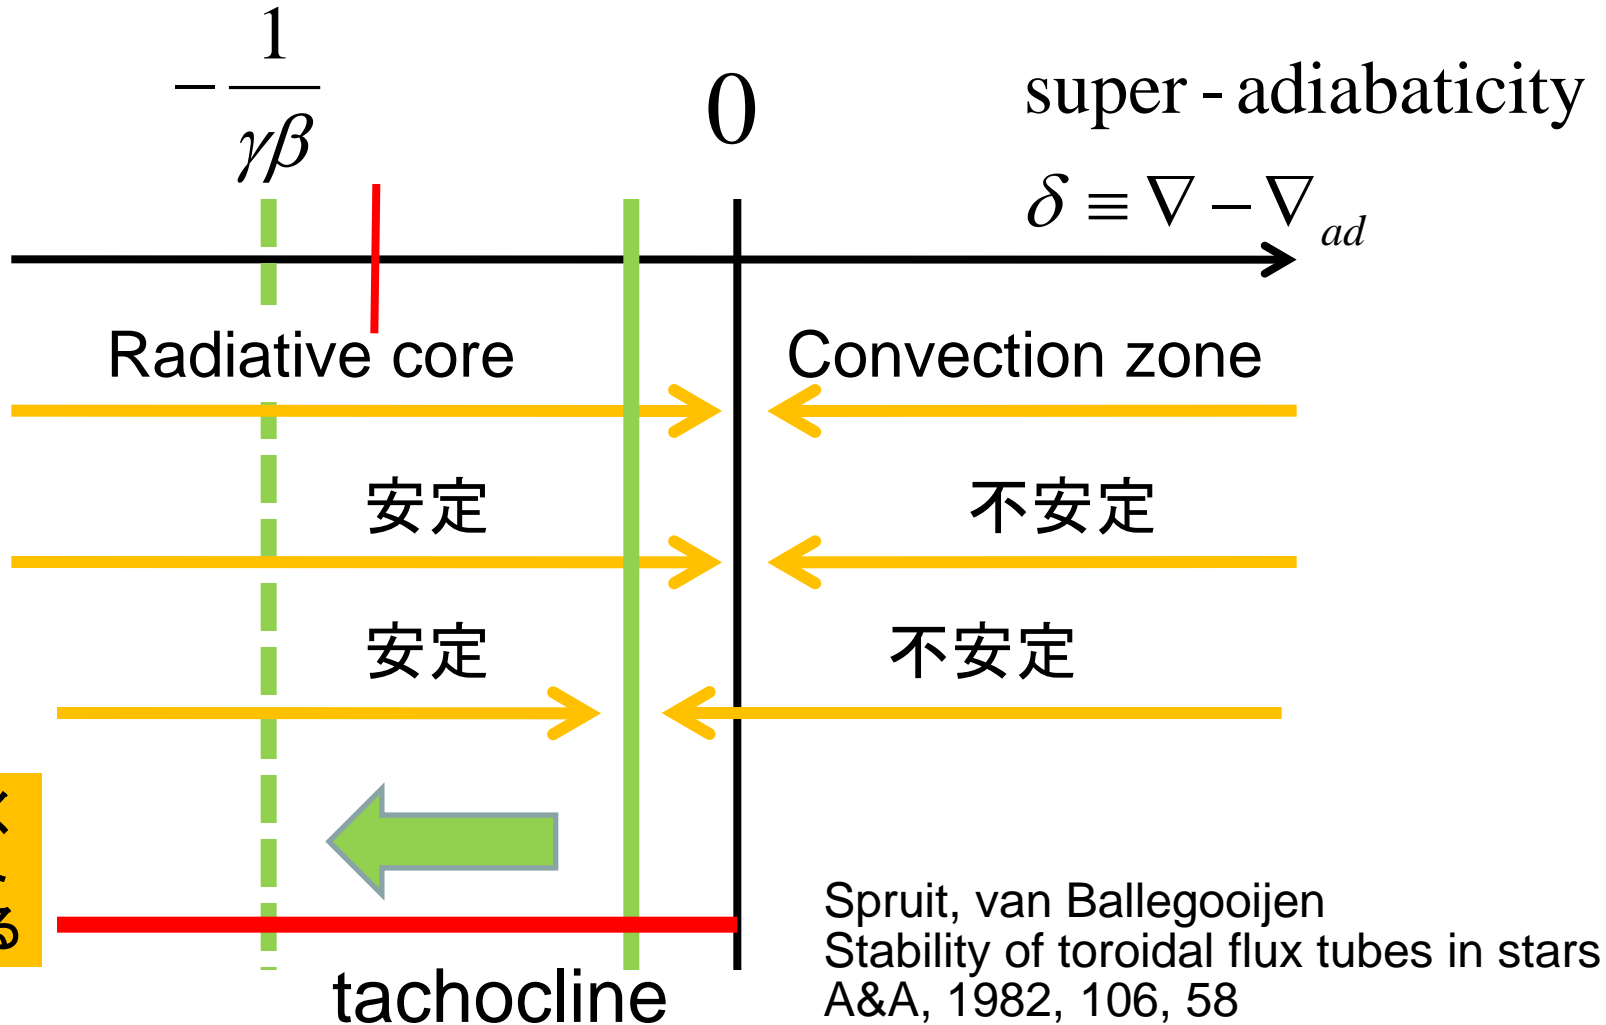 -1/γβ
0
super - adiabaticity
δ ≡ ∇ − ∇ad
Radiative core
Convection zone
安定
不安定
安定
不安定
る
tachocline
Spruit, van Ballegooijen
Stability of toroidal flux tubes in stars
A&A, 1982, 106, 58